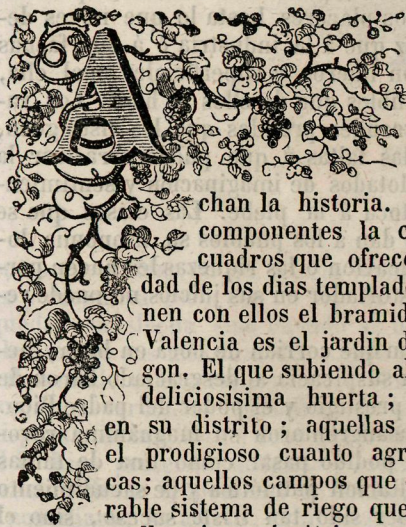 A
chan la historia.
componentes la c
cuadros que ofrece
dad de los dias templad
nen con ellos el bramid
Valencia es el jardin d
gon. El que subiendo a
deliciosísima huerta ;
en su distrito ; aquellas
el prodigioso cuanto agr
cas; aquellos campos que
rable sistema de riego que